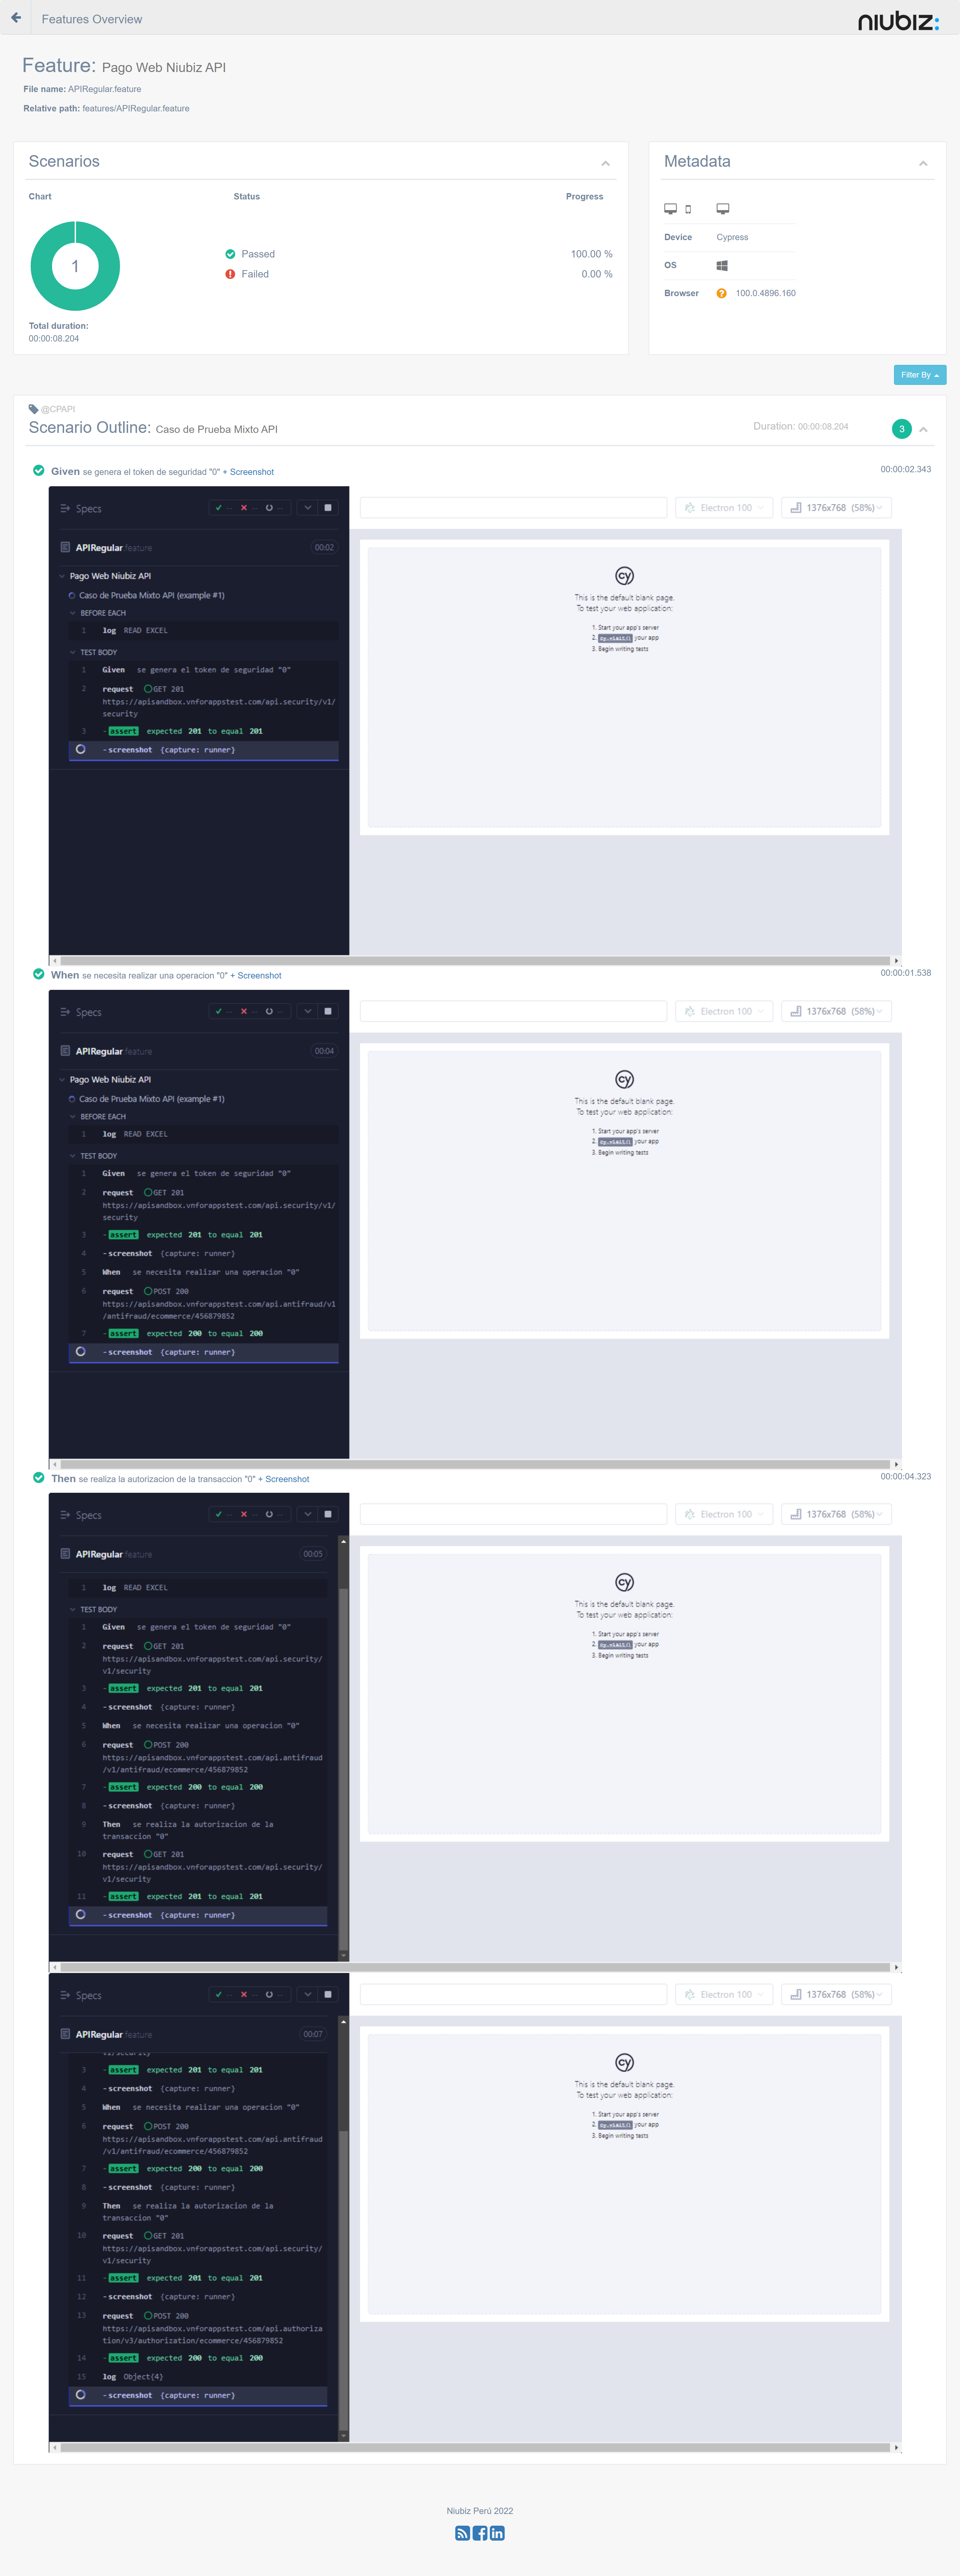 Features Overview
niubiz:
Feature: Pago Web Niubiz API
File name: APIRegular.feature
Relative path: features/APIRegular.feature
Scenarios
Chart Status Progress
1
Passed 100.00 %
Failed 0.00 %
Total duration:
00:00:08.204
Metadata
Device Cypress
OS
Browser 100.0.4896.160
Filter By
@CPAPI
Scenario Outline: Caso de Prueba Mixto API
Duration: 00:00:08.204
3
Given se genera el token de seguridad "0" + Screenshot
00:00:02.343
Specs
-- -- --
Electron 100
1376x768 (58%)
APIRegular feature
00:02
Pago Web Niubiz API
Caso de Prueba Mixto API (example #1)
BEFORE EACH
1 log READ EXCEL
TEST BODY
1 Given se genera el token de seguridad "0"
2 request GET 201
https://apisandbox.vnforappstest.com/api.security/v1/
security
3 -assert expected 201 to equal 201
-screenshot {capture: runner}
cy
This is the default blank page.
To test your web application:
1. Start your app's server
2. cy.visit() your app
3. Begin writing tests
When se necesita realizar una operacion "0" + Screenshot
00:00:01.538
Specs
-- -- --
Electron 100
1376x768 (58%)
APIRegular feature
00:04
Pago Web Niubiz API
Caso de Prueba Mixto API (example #1)
BEFORE EACH
1 log READ EXCEL
TEST BODY
1 Given se genera el token de seguridad "0"
2 request GET 201
https://apisandbox.vnforappstest.com/api.security/v1/
security
3 -assert expected 201 to equal 201
4 -screenshot {capture: runner}
5 When se necesita realizar una operacion "0"
6 request POST 200
https://apisandbox.vnforappstest.com/api.antifraud/v1
/antifraud/ecommerce/456879852
7 -assert expected 200 to equal 200
-screenshot {capture: runner}
cy
This is the default blank page.
To test your web application:
1. Start your app's server
2. cy.visit() your app
3. Begin writing tests
Then se realiza la autorizacion de la transaccion "0" + Screenshot
00:00:04.323
Specs
-- -- --
Electron 100
1376x768 (58%)
APIRegular feature
00:05
1 log READ EXCEL
TEST BODY
1 Given se genera el token de seguridad "0"
2 request GET 201
https://apisandbox.vnforappstest.com/api.security/
v1/security
3 -assert expected 201 to equal 201
4 -screenshot {capture: runner}
5 When se necesita realizar una operacion "0"
6 request POST 200
https://apisandbox.vnforappstest.com/api.antifraud
/v1/antifraud/ecommerce/456879852
7 -assert expected 200 to equal 200
8 -screenshot {capture: runner}
9 Then se realiza la autorizacion de la
transaccion "0"
10 request GET 201
https://apisandbox.vnforappstest.com/api.security/
v1/security
11 -assert expected 201 to equal 201
-screenshot {capture: runner}
cy
This is the default blank page.
To test your web application:
1. Start your app's server
2. cy.visit() your app
3. Begin writing tests
Specs
-- -- --
Electron 100
1376x768 (58%)
APIRegular feature
00:07
v1/security
3 -assert expected 201 to equal 201
4 -screenshot {capture: runner}
5 When se necesita realizar una operacion "0"
6 request POST 200
https://apisandbox.vnforappstest.com/api.antifraud
/v1/antifraud/ecommerce/456879852
7 -assert expected 200 to equal 200
8 -screenshot {capture: runner}
9 Then se realiza la autorizacion de la
transaccion "0"
10 request GET 201
https://apisandbox.vnforappstest.com/api.security/
v1/security
11 -assert expected 201 to equal 201
12 -screenshot {capture: runner}
13 request POST 200
https://apisandbox.vnforappstest.com/api.authoriza
tion/v3/authorization/ecommerce/456879852
14 -assert expected 200 to equal 200
15 log Object{4}
-screenshot {capture: runner}
cy
This is the default blank page.
To test your web application:
1. Start your app's server
2. cy.visit() your app
3. Begin writing tests
Niubiz Perú 2022